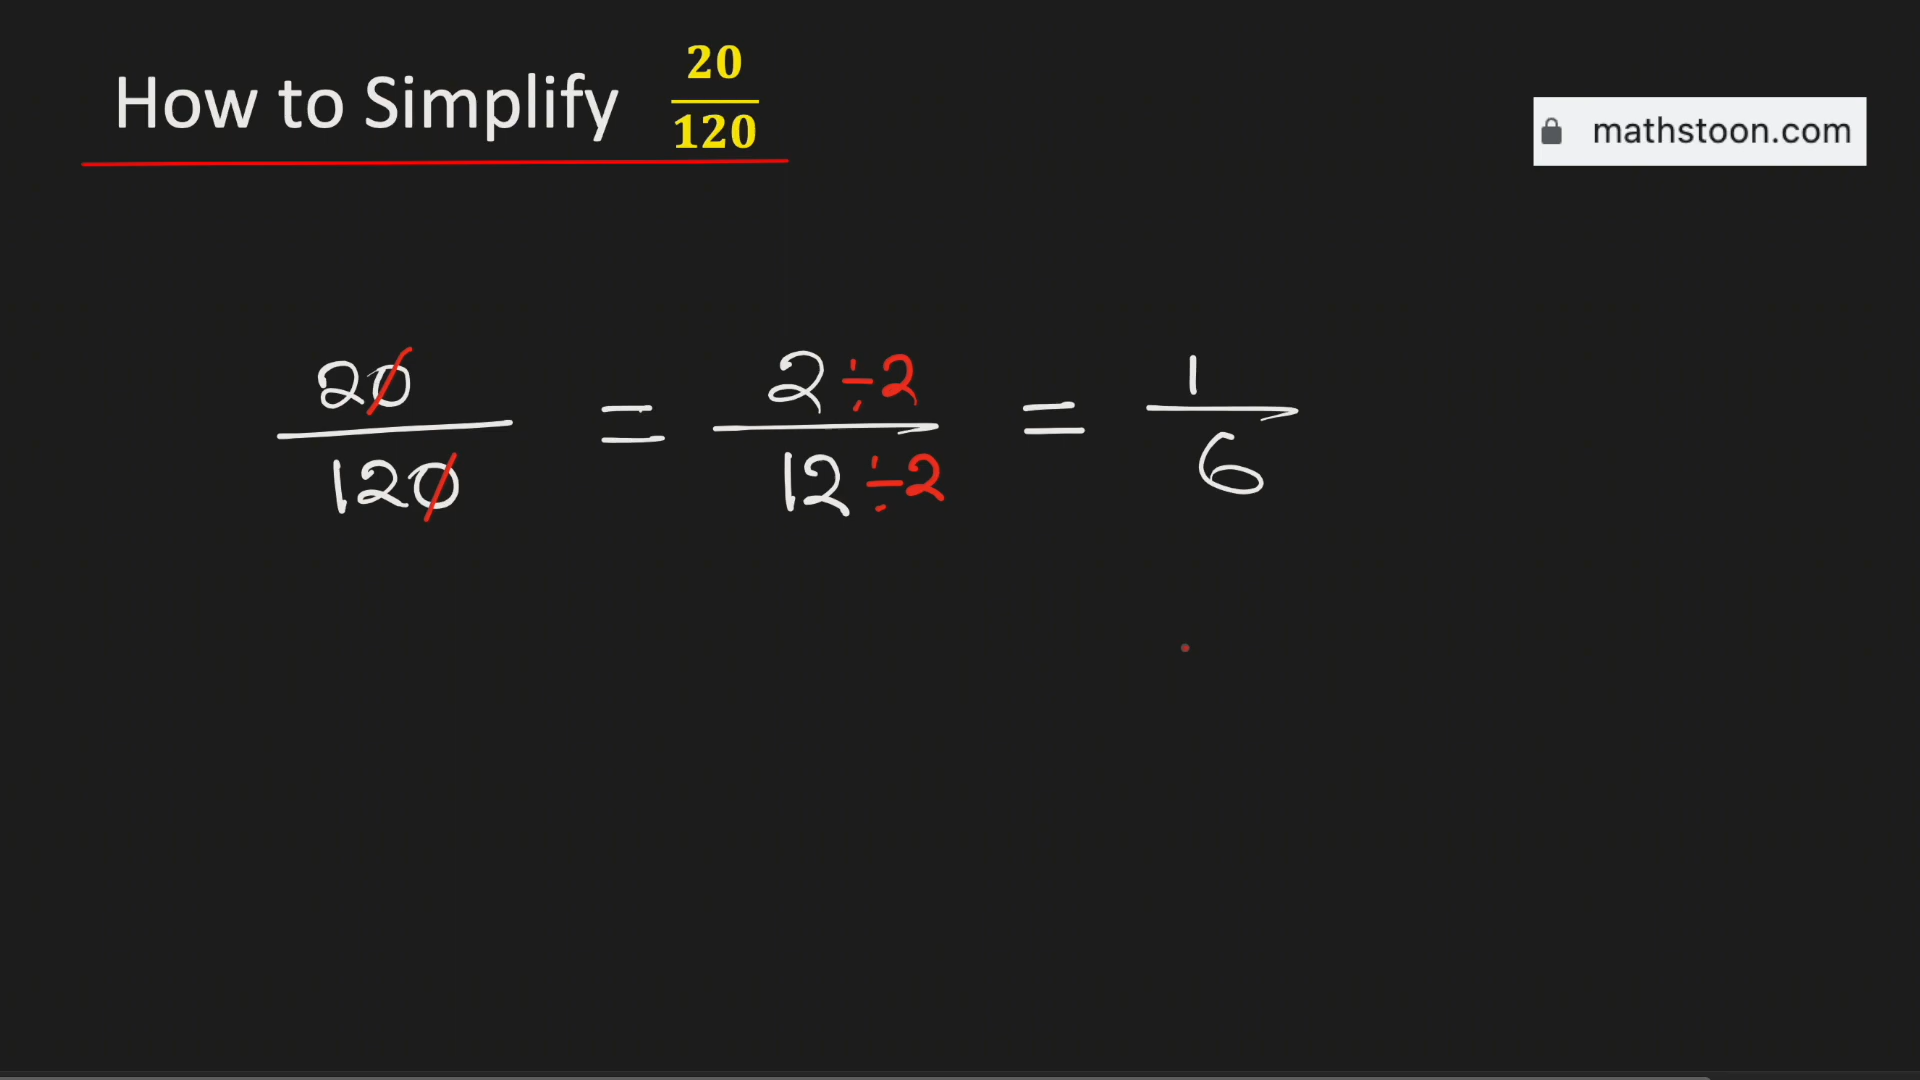 How to Simplify 20/120
mathstoon.com
20/120 = 2÷2/12÷2 = 1/6